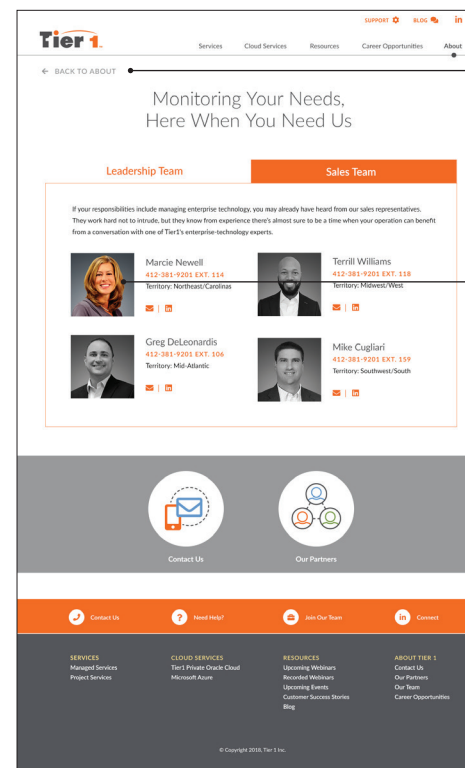 SUPPORT BLOG in
Tier 1.
Services Cloud Services Resources Career Opportunities About
← BACK TO ABOUT
Monitoring Your Needs,
Here When You Need Us
Leadership Team
Sales Team
If your responsibilities include managing enterprise technology, you may already have heard from our sales representatives.
They work hard not to intrude, but they know from experience there's almost sure to be a time when your operation can benefit
from a conversation with one of Tier1's enterprise-technology experts.
Marcie Newell
412-381-9201 EXT. 114
Territory: Northeast/Carolinas
in
Terrill Williams
412-381-9201 EXT. 118
Territory: Midwest/West
in
Greg DeLeonardis
412-381-9201 EXT. 106
Territory: Mid-Atlantic
in
Mike Cugliari
412-381-9201 EXT. 159
Territory: Southwest/South
in
Contact Us
Our Partners
Contact Us
? Need Help?
Join Our Team
in Connect
SERVICES
Managed Services
Project Services
CLOUD SERVICES
Tier1 Private Oracle Cloud
Microsoft Azure
RESOURCES
Upcoming Webinars
Recorded Webinars
Upcoming Events
Customer Success Stories
Blog
ABOUT TIER 1
Contact Us
Our Partners
Our Team
Career Opportunities
© Copyright 2018, Tier 1 Inc.